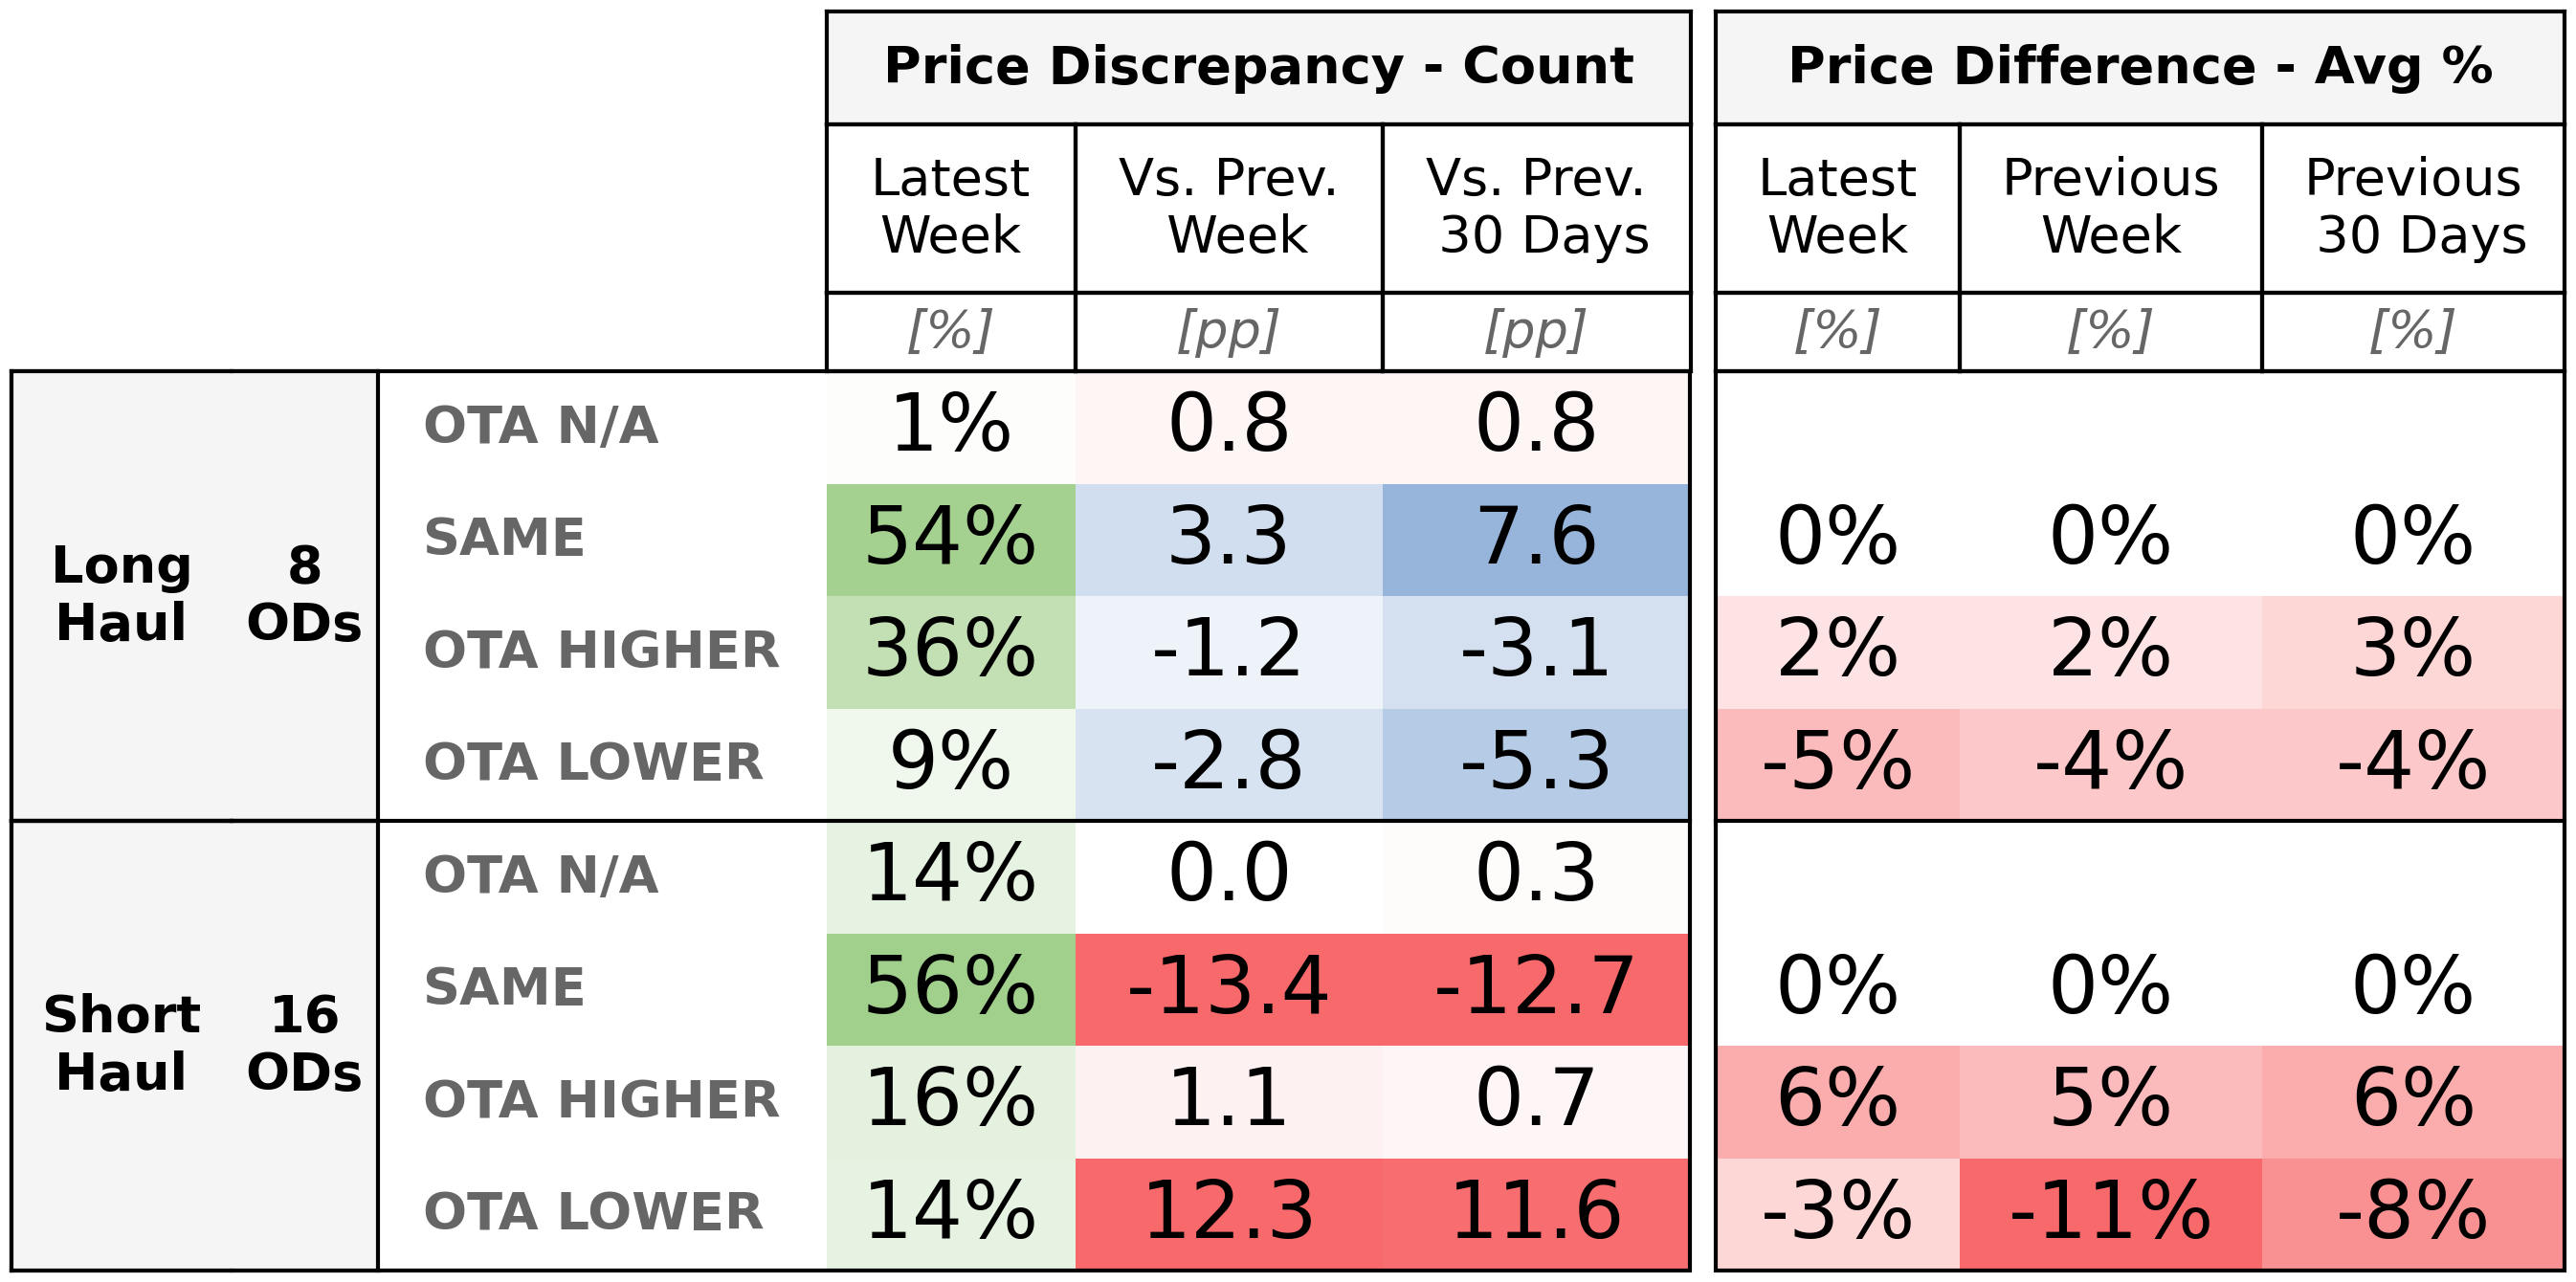 Price Discrepancy - Count Price Difference - Avg %
Latest Week Vs. Prev. Week Vs. Prev. 30 Days Latest Week Previous Week Previous 30 Days
[%] [pp] [pp] [%] [%] [%]
Long Haul 8 ODs
OTA N/A 1% 0.8 0.8
SAME 54% 3.3 7.6 0% 0% 0%
OTA HIGHER 36% -1.2 -3.1 2% 2% 3%
OTA LOWER 9% -2.8 -5.3 -5% -4% -4%
Short Haul 16 ODs
OTA N/A 14% 0.0 0.3
SAME 56% -13.4 -12.7 0% 0% 0%
OTA HIGHER 16% 1.1 0.7 6% 5% 6%
OTA LOWER 14% 12.3 11.6 -3% -11% -8%